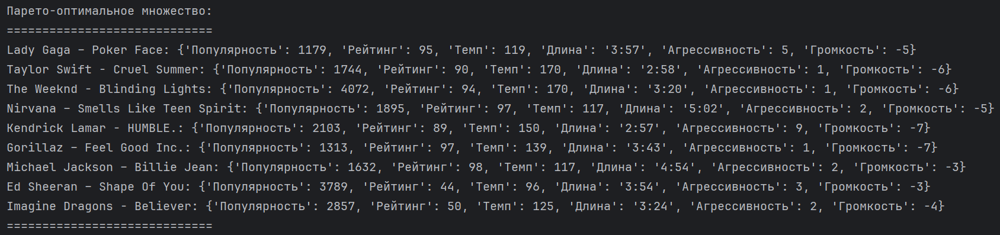 Парето-оптимальное множество:
=============================
Lady Gaga – Poker Face: {'Популярность': 1179, 'Рейтинг': 95, 'Темп': 119, 'Длина': '3:57', 'Агрессивность': 5, 'Громкость': -5}
Taylor Swift - Cruel Summer: {'Популярность': 1744, 'Рейтинг': 90, 'Темп': 170, 'Длина': '2:58', 'Агрессивность': 1, 'Громкость': -6}
The Weeknd - Blinding Lights: {'Популярность': 4072, 'Рейтинг': 94, 'Темп': 170, 'Длина': '3:20', 'Агрессивность': 1, 'Громкость': -6}
Nirvana – Smells Like Teen Spirit: {'Популярность': 1895, 'Рейтинг': 97, 'Темп': 117, 'Длина': '5:02', 'Агрессивность': 2, 'Громкость': -5}
Kendrick Lamar - HUMBLE.: {'Популярность': 2103, 'Рейтинг': 89, 'Темп': 150, 'Длина': '2:57', 'Агрессивность': 9, 'Громкость': -7}
Gorillaz – Feel Good Inc.: {'Популярность': 1313, 'Рейтинг': 97, 'Темп': 139, 'Длина': '3:43', 'Агрессивность': 1, 'Громкость': -7}
Michael Jackson – Billie Jean: {'Популярность': 1632, 'Рейтинг': 98, 'Темп': 117, 'Длина': '4:54', 'Агрессивность': 2, 'Громкость': -3}
Ed Sheeran – Shape Of You: {'Популярность': 3789, 'Рейтинг': 44, 'Темп': 96, 'Длина': '3:54', 'Агрессивность': 3, 'Громкость': -3}
Imagine Dragons - Believer: {'Популярность': 2857, 'Рейтинг': 50, 'Темп': 125, 'Длина': '3:24', 'Агрессивность': 2, 'Громкость': -4}
=============================